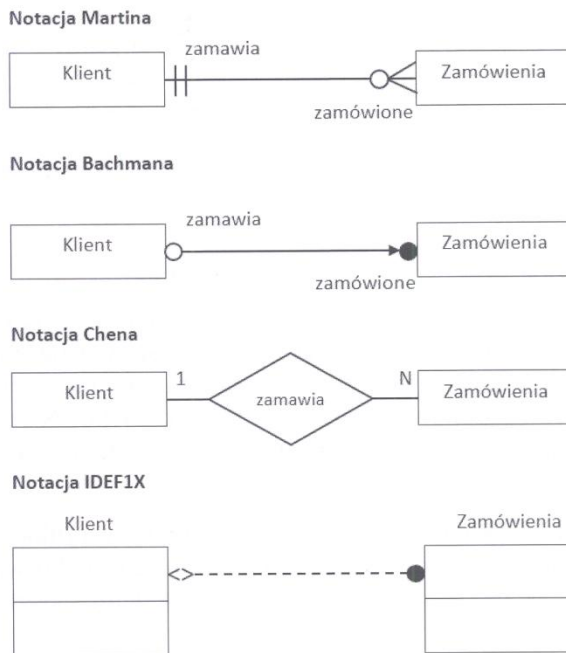 Notacja Martina
zamawia
Klient
Zamówienia
zamówione
Notacja Bachmana
zamawia
Klient
Zamówienia
zamówione
Notacja Chena
Klient
1
zamawia
N
Zamówienia
Notacja IDEF1X
Klient
Zamówienia